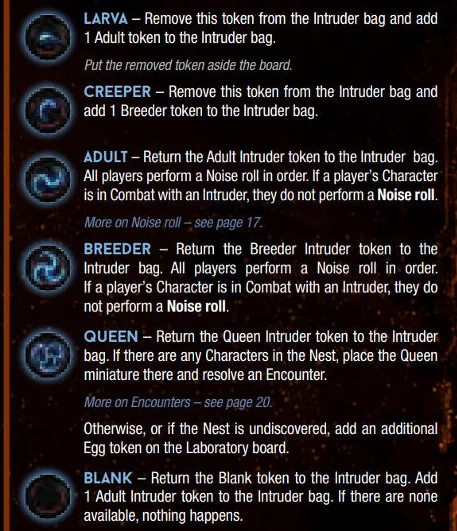 LARVA – Remove this token from the Intruder bag and add
1 Adult token to the Intruder bag.
Put the removed token aside the board.
CREEPER – Remove this token from the Intruder bag and
add 1 Breeder token to the Intruder bag.
ADULT – Return the Adult Intruder token to the Intruder bag.
All players perform a Noise roll in order. If a player's Character
is in Combat with an Intruder, they do not perform a Noise roll.
More on Noise roll – see page 17.
BREEDER – Return the Breeder Intruder token to the
Intruder bag. All players perform a Noise roll in order.
If a player's Character is in Combat with an Intruder, they do
not perform a Noise roll.
QUEEN – Return the Queen Intruder token to the Intruder
bag. If there are any Characters in the Nest, place the Queen
miniature there and resolve an Encounter.
More on Encounters – see page 20.
Otherwise, or if the Nest is undiscovered, add an additional
Egg token on the Laboratory board.
BLANK – Return the Blank token to the Intruder bag. Add
1 Adult Intruder token to the Intruder bag. If there are none
available, nothing happens.